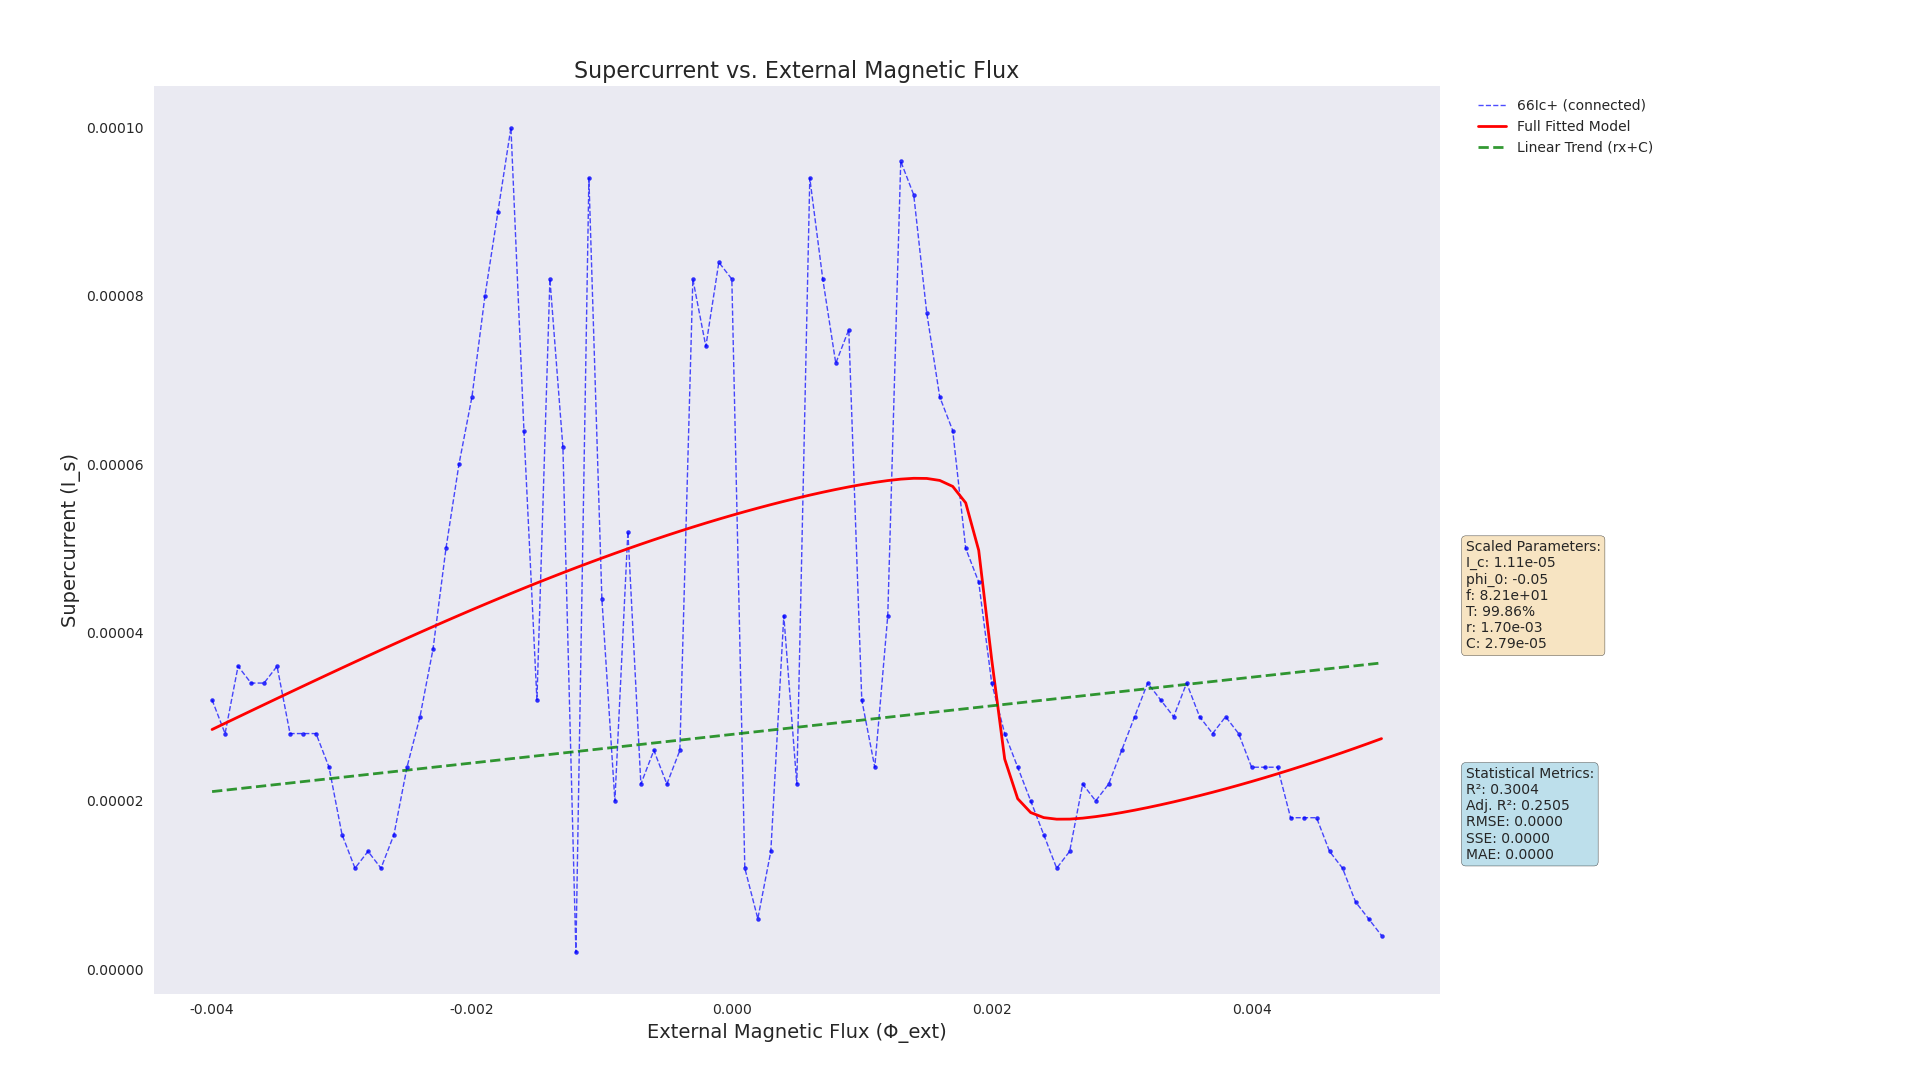 Supercurrent vs. External Magnetic Flux
66Ic+ (connected)
Full Fitted Model
Linear Trend (rx+C)
Supercurrent (I_s)
0.00010
0.00008
0.00006
0.00004
0.00002
0.00000
-0.004
-0.002
0.000
0.002
0.004
External Magnetic Flux (Φ_ext)
Scaled Parameters:
I_c: 1.11e-05
phi_0: -0.05
f: 8.21e+01
T: 99.86%
r: 1.70e-03
C: 2.79e-05
Statistical Metrics:
R²: 0.3004
Adj. R²: 0.2505
RMSE: 0.0000
SSE: 0.0000
MAE: 0.0000